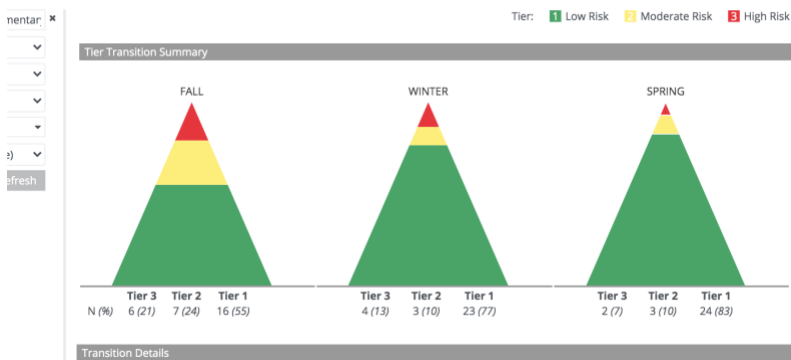 mentar ×
Tier: 1 Low Risk 2 Moderate Risk 3 High Risk
Tier Transition Summary
FALL WINTER SPRING
e)
efresh
Tier 3 Tier 2 Tier 1 Tier 3 Tier 2 Tier 1 Tier 3 Tier 2 Tier 1
N (%) 6 (21) 7 (24) 16 (55) 4 (13) 3 (10) 23 (77) 2 (7) 3 (10) 24 (83)
Transition Details